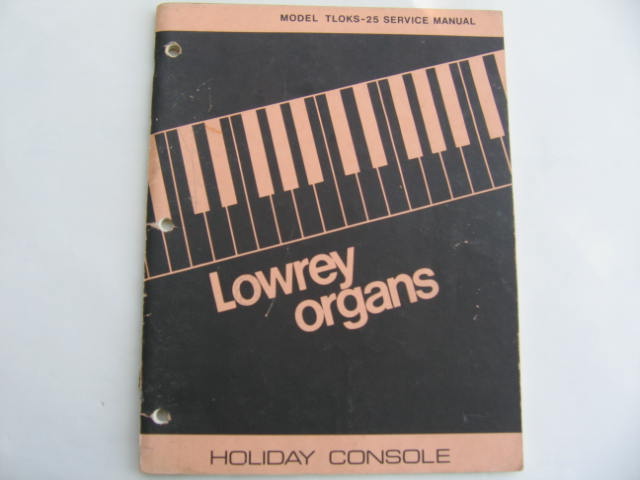 MODEL TLOKS-25 SERVICE MANUAL
Lowrey
organs
HOLIDAY CONSOLE